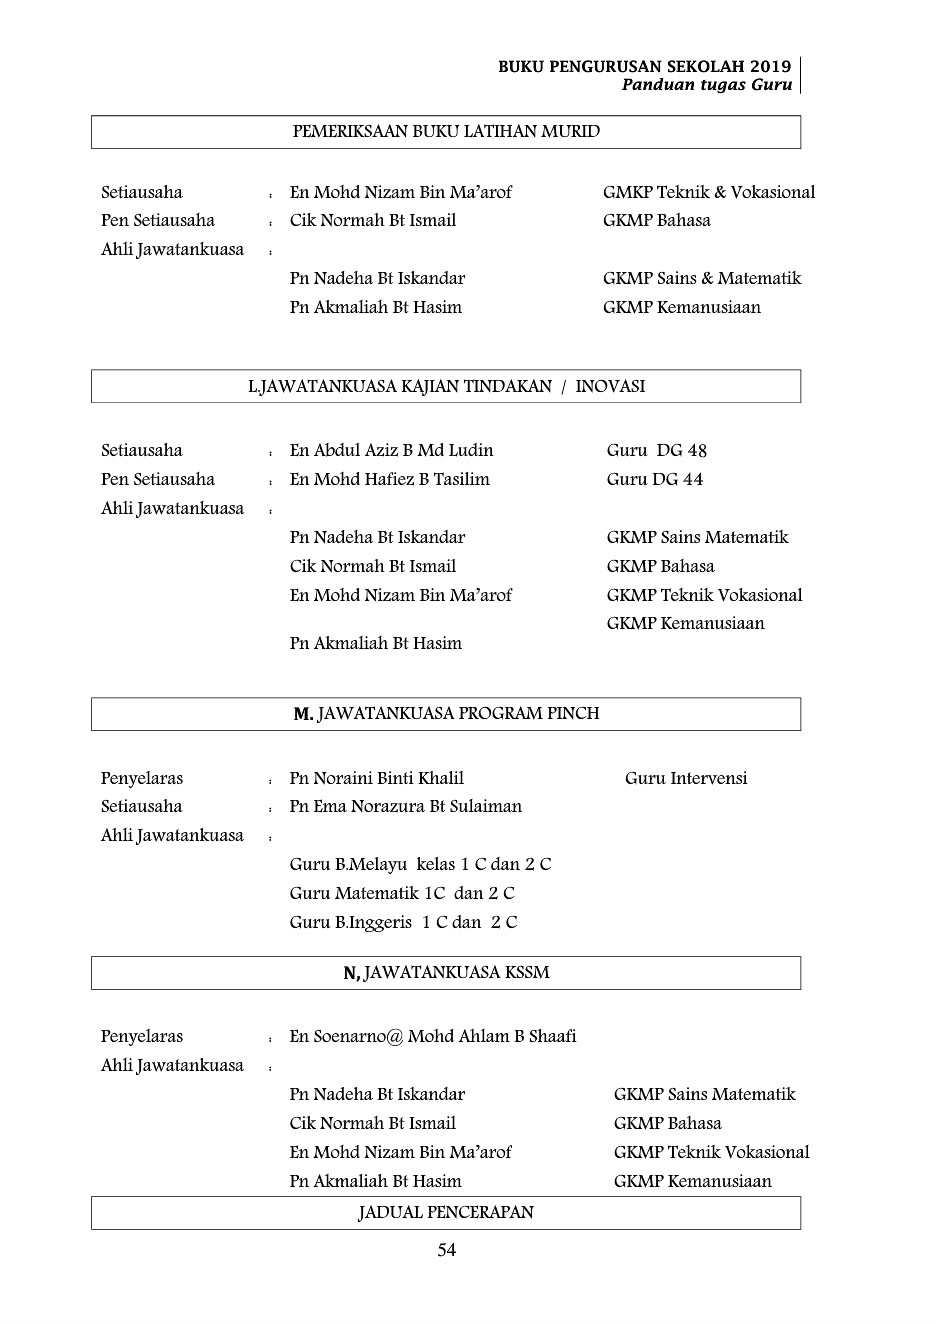 BUKU PENGURUSAN SEKOLAH 2019
Panduan tugas Guru
PEMERIKSAAN BUKU LATIHAN MURID
Setiausaha : En Mohd Nizam Bin Ma’arof GMKP Teknik & Vokasional
Pen Setiausaha : Cik Normah Bt Ismail GKMP Bahasa
Ahli Jawatankuasa :
Pn Nadeha Bt Iskandar GKMP Sains & Matematik
Pn Akmaliah Bt Hasim GKMP Kemanusiaan
L.JAWATANKUASA KAJIAN TINDAKAN / INOVASI
Setiausaha : En Abdul Aziz B Md Ludin Guru DG 48
Pen Setiausaha : En Mohd Hafiez B Tasilim Guru DG 44
Ahli Jawatankuasa :
Pn Nadeha Bt Iskandar GKMP Sains Matematik
Cik Normah Bt Ismail GKMP Bahasa
En Mohd Nizam Bin Ma’arof GKMP Teknik Vokasional
GKMP Kemanusiaan
Pn Akmaliah Bt Hasim
M. JAWATANKUASA PROGRAM PINCH
Penyelaras : Pn Noraini Binti Khalil Guru Intervensi
Setiausaha : Pn Ema Norazura Bt Sulaiman
Ahli Jawatankuasa :
Guru B.Melayu kelas 1 C dan 2 C
Guru Matematik 1C dan 2 C
Guru B.Inggeris 1 C dan 2 C
N, JAWATANKUASA KSSM
Penyelaras : En Soenarno@ Mohd Ahlam B Shaafi
Ahli Jawatankuasa :
Pn Nadeha Bt Iskandar GKMP Sains Matematik
Cik Normah Bt Ismail GKMP Bahasa
En Mohd Nizam Bin Ma’arof GKMP Teknik Vokasional
Pn Akmaliah Bt Hasim GKMP Kemanusiaan
JADUAL PENCERAPAN
54